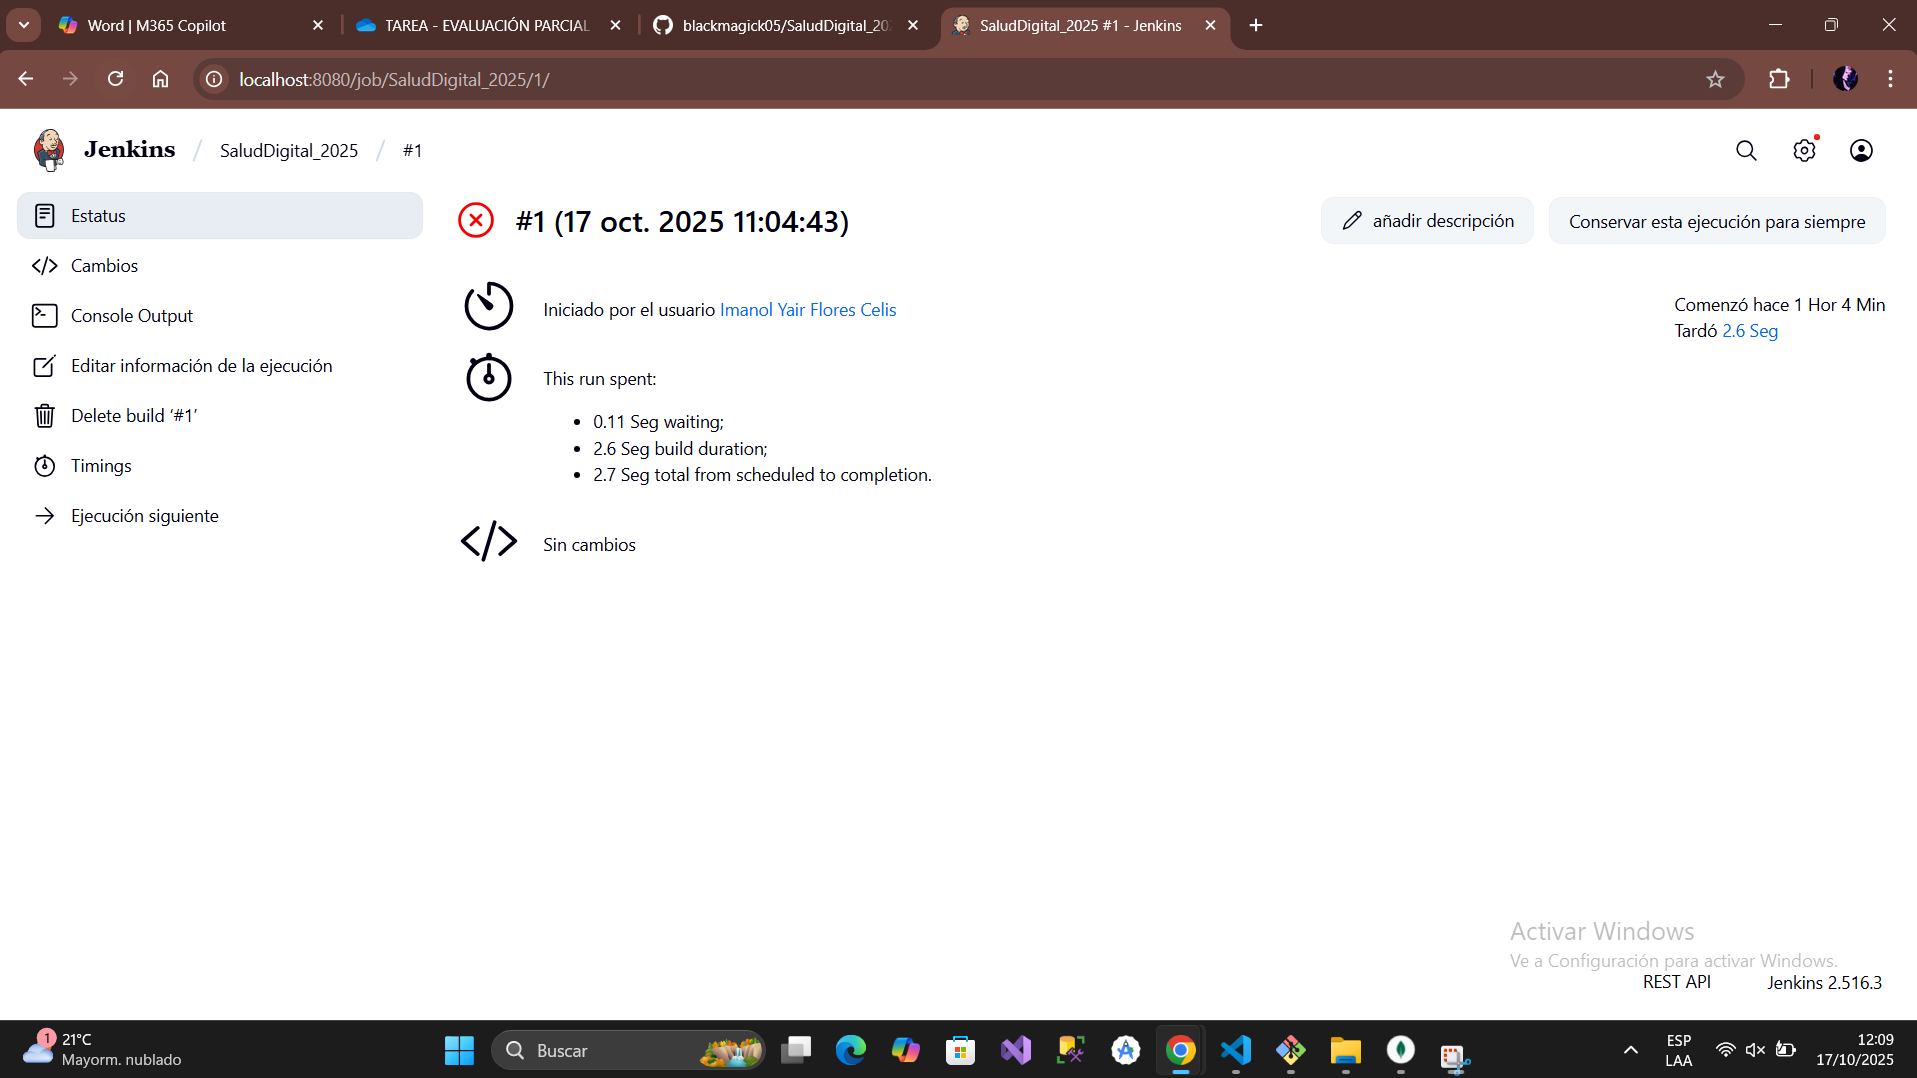 Word | M365 Copilot
TAREA - EVALUACIÓN PARCIAL
blackmagick05/SaludDigital_20
SaludDigital_2025 #1 - Jenkins
localhost:8080/job/SaludDigital_2025/1/
Jenkins / SaludDigital_2025 / #1
Estatus
Cambios
Console Output
Editar información de la ejecución
Delete build ‘#1’
Timings
Ejecución siguiente
#1 (17 oct. 2025 11:04:43)
añadir descripción
Conservar esta ejecución para siempre
Iniciado por el usuario Imanol Yair Flores Celis
Comenzó hace 1 Hor 4 Min
Tardó 2.6 Seg
This run spent:
• 0.11 Seg waiting;
• 2.6 Seg build duration;
• 2.7 Seg total from scheduled to completion.
Sin cambios
Activar Windows
Ve a Configuración para activar Windows.
REST API
Jenkins 2.516.3
1
21°C
Mayorm. nublado
Buscar
ESP
LAA
12:09
17/10/2025